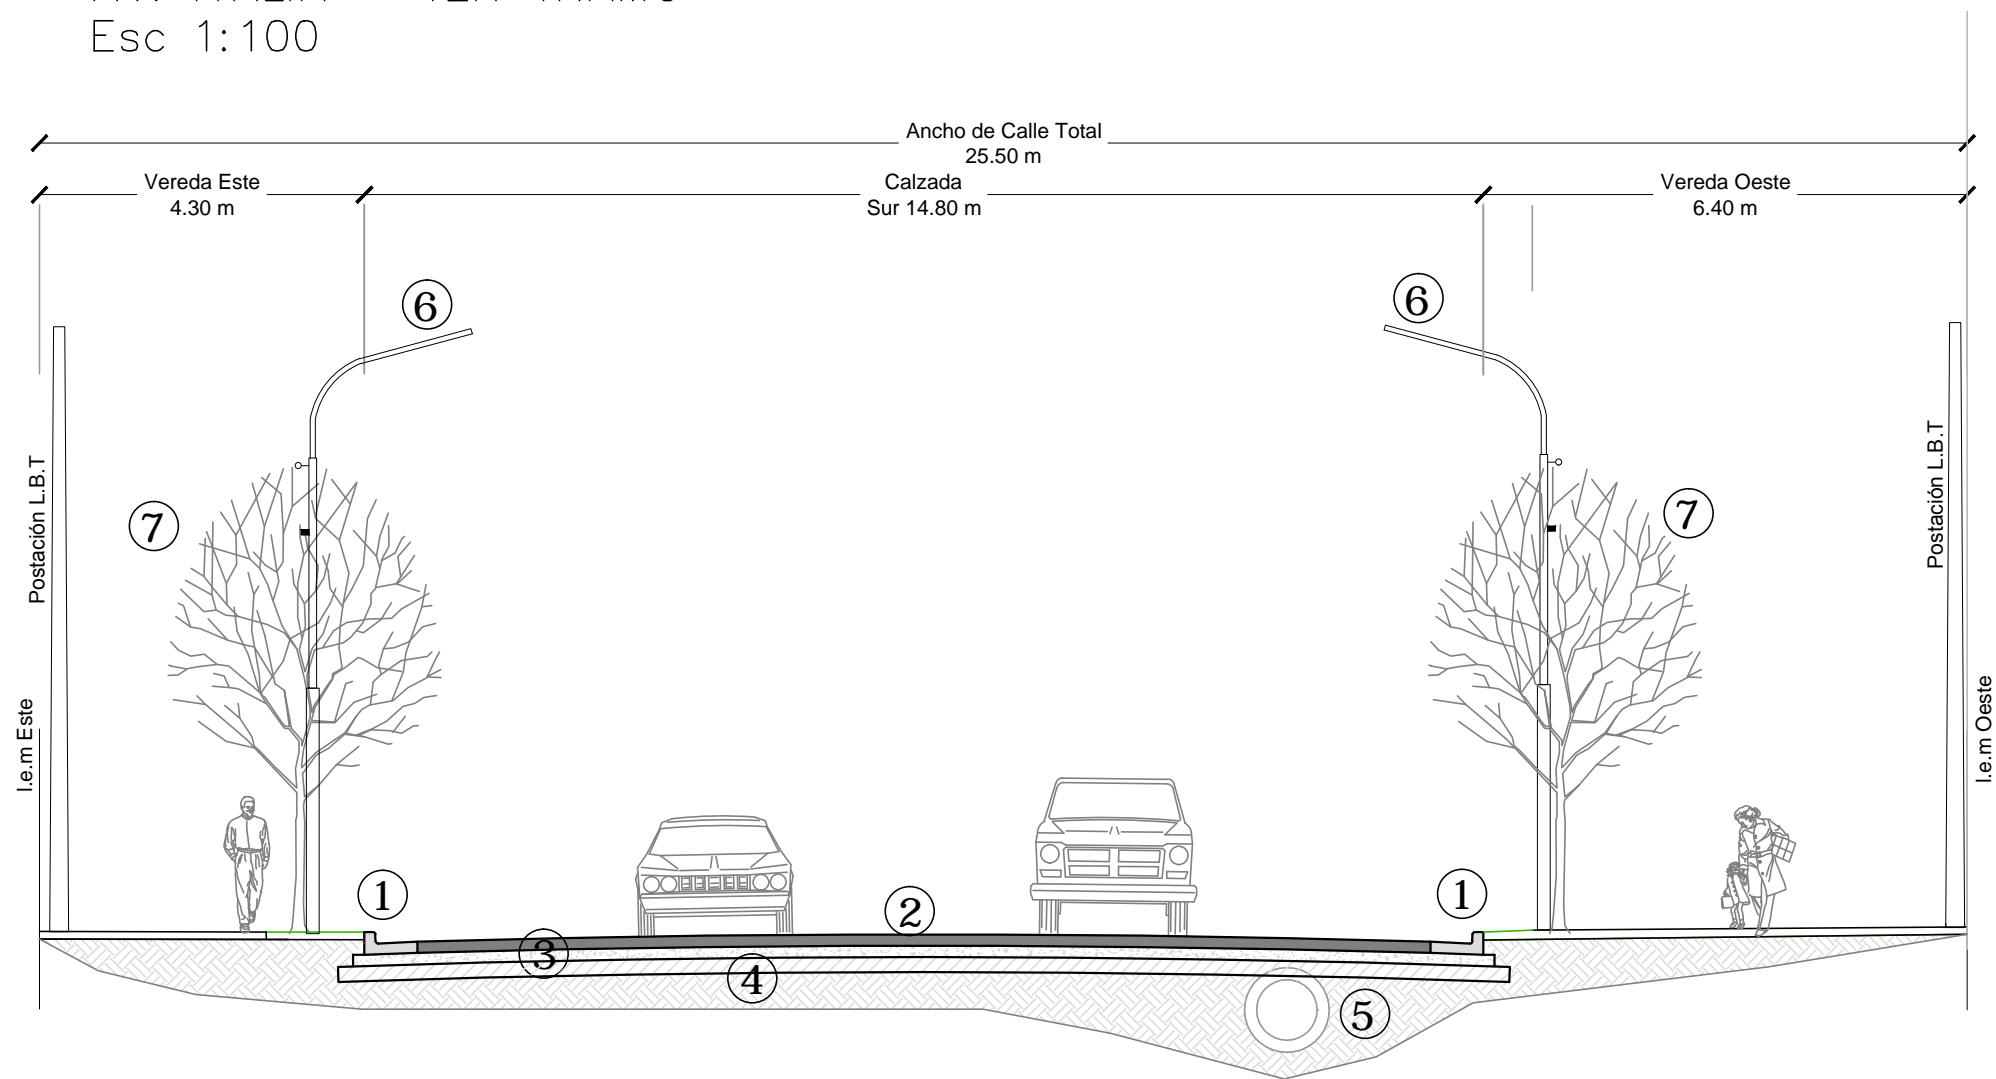 Esc 1:100
Ancho de Calle Total
25.50 m
Vereda Este
4.30 m
Calzada
Sur 14.80 m
Vereda Oeste
6.40 m
6
6
Postación L.B.T
7
7
Postación L.B.T
I.e.m Este
I.e.m Oeste
1
1
2
3
4
5